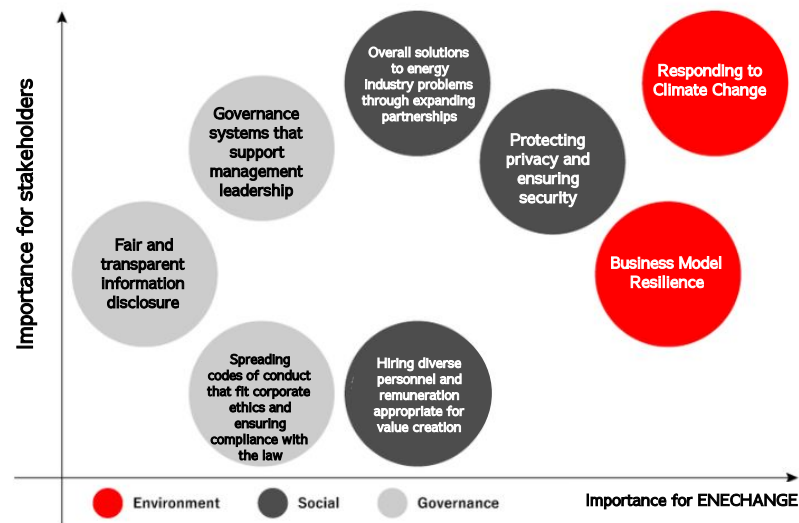 Importance for stakeholders
Overall solutions
to energy
industry problems
through expanding
partnerships
Responding to
Climate Change
Governance
systems that
support
management
leadership
Protecting
privacy and
ensuring
security
Fair and
transparent
information
disclosure
Business Model
Resilience
Spreading
codes of conduct
that fit corporate
ethics and
ensuring
compliance with
the law
Hiring diverse
personnel and
remuneration
appropriate for
value creation
Environment
Social
Governance
Importance for ENECHANGE